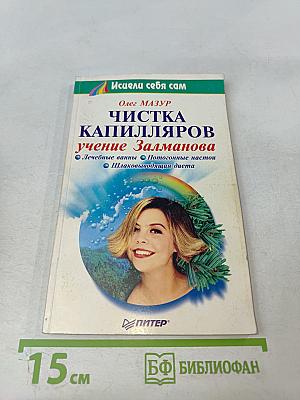 Исцели себя сам
Олег МАЗУР
ЧИСТКА
КАПИЛЛЯРОВ
учение Залманова
Лечебные ванны Потогонные настои
Шлаковыводящая диета
ПИТЕР®
15 см
БФ БИБЛИОФАН